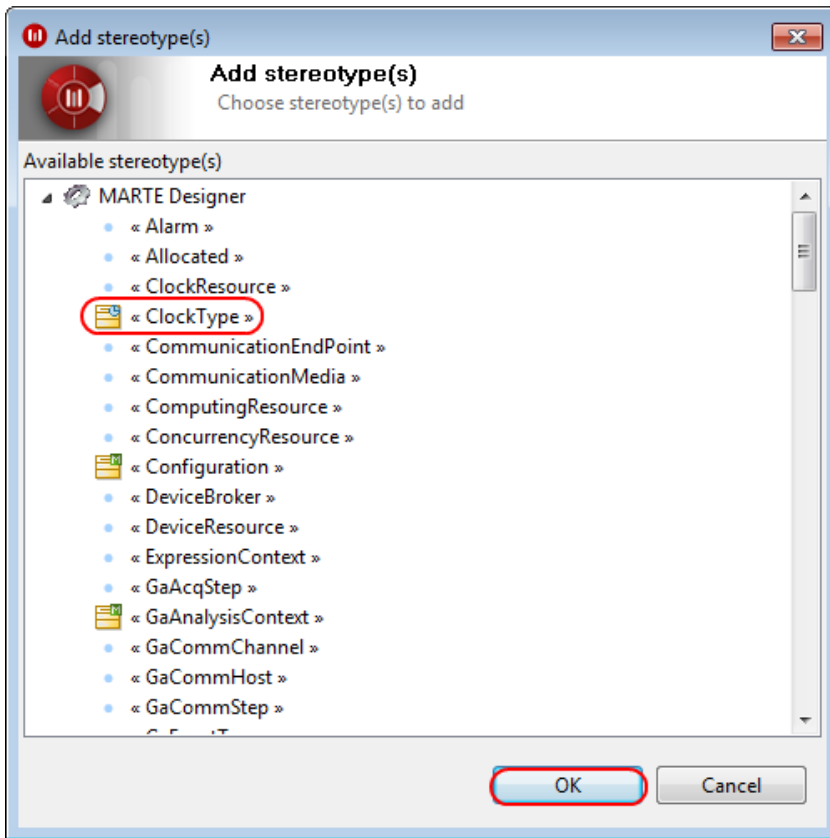 Add stereotype(s)
Add stereotype(s)
Choose stereotype(s) to add
Available stereotype(s)
MARTE Designer
« Alarm »
« Allocated »
« ClockResource »
« ClockType »
« CommunicationEndPoint »
« CommunicationMedia »
« ComputingResource »
« ConcurrencyResource »
« Configuration »
« DeviceBroker »
« DeviceResource »
« ExpressionContext »
« GaAcqStep »
« GaAnalysisContext »
« GaCommChannel »
« GaCommHost »
« GaCommStep »
OK Cancel